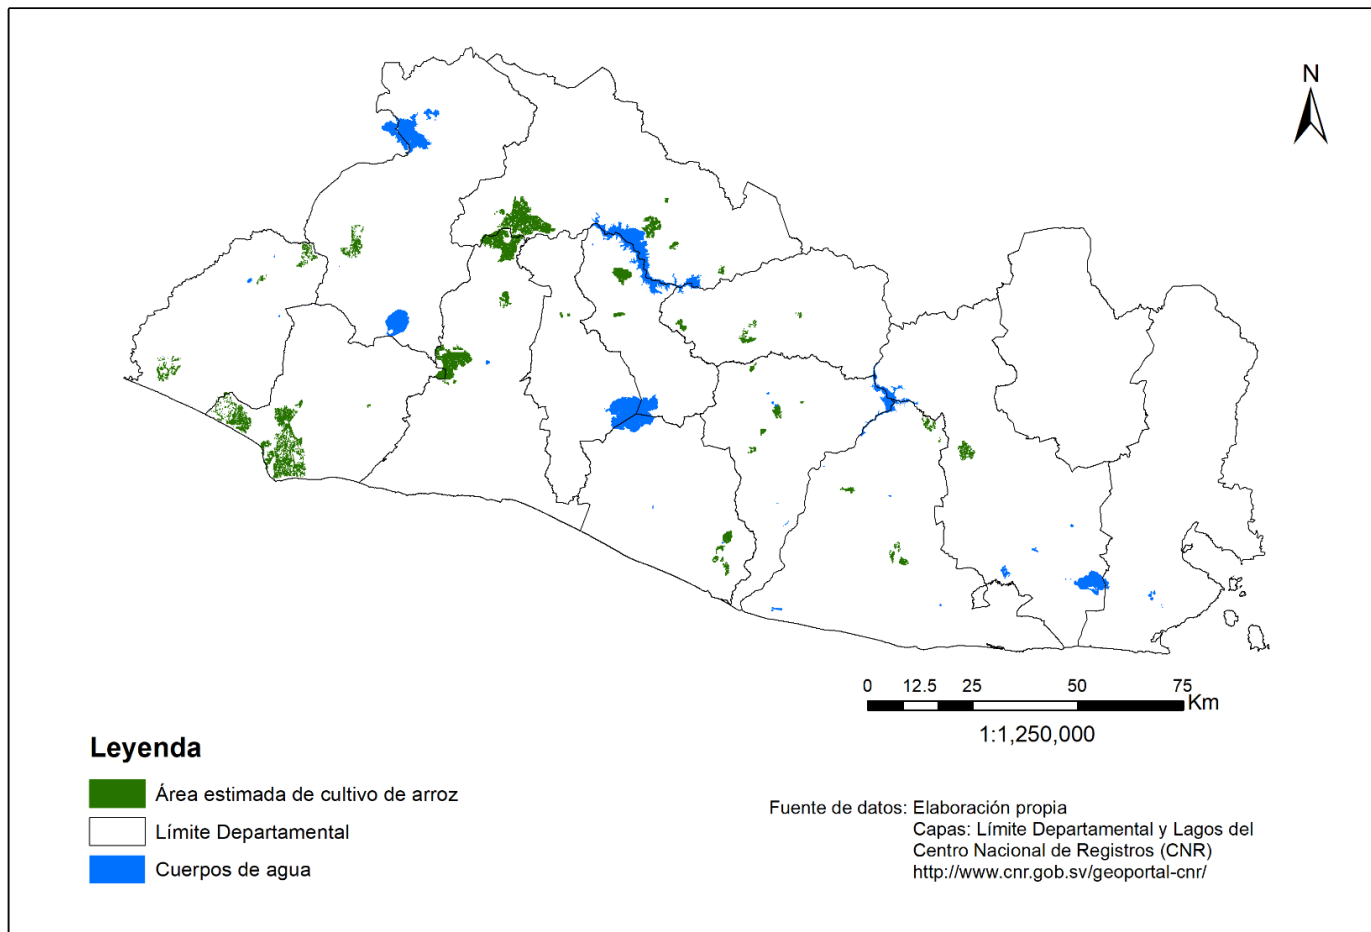 N
0 12.5 25 50 75
Km
1:1,250,000
Leyenda
Área estimada de cultivo de arroz
Límite Departamental
Cuerpos de agua
Fuente de datos: Elaboración propia
Capas: Límite Departamental y Lagos del
Centro Nacional de Registros (CNR)
http://www.cnr.gob.sv/geoportal-cnr/